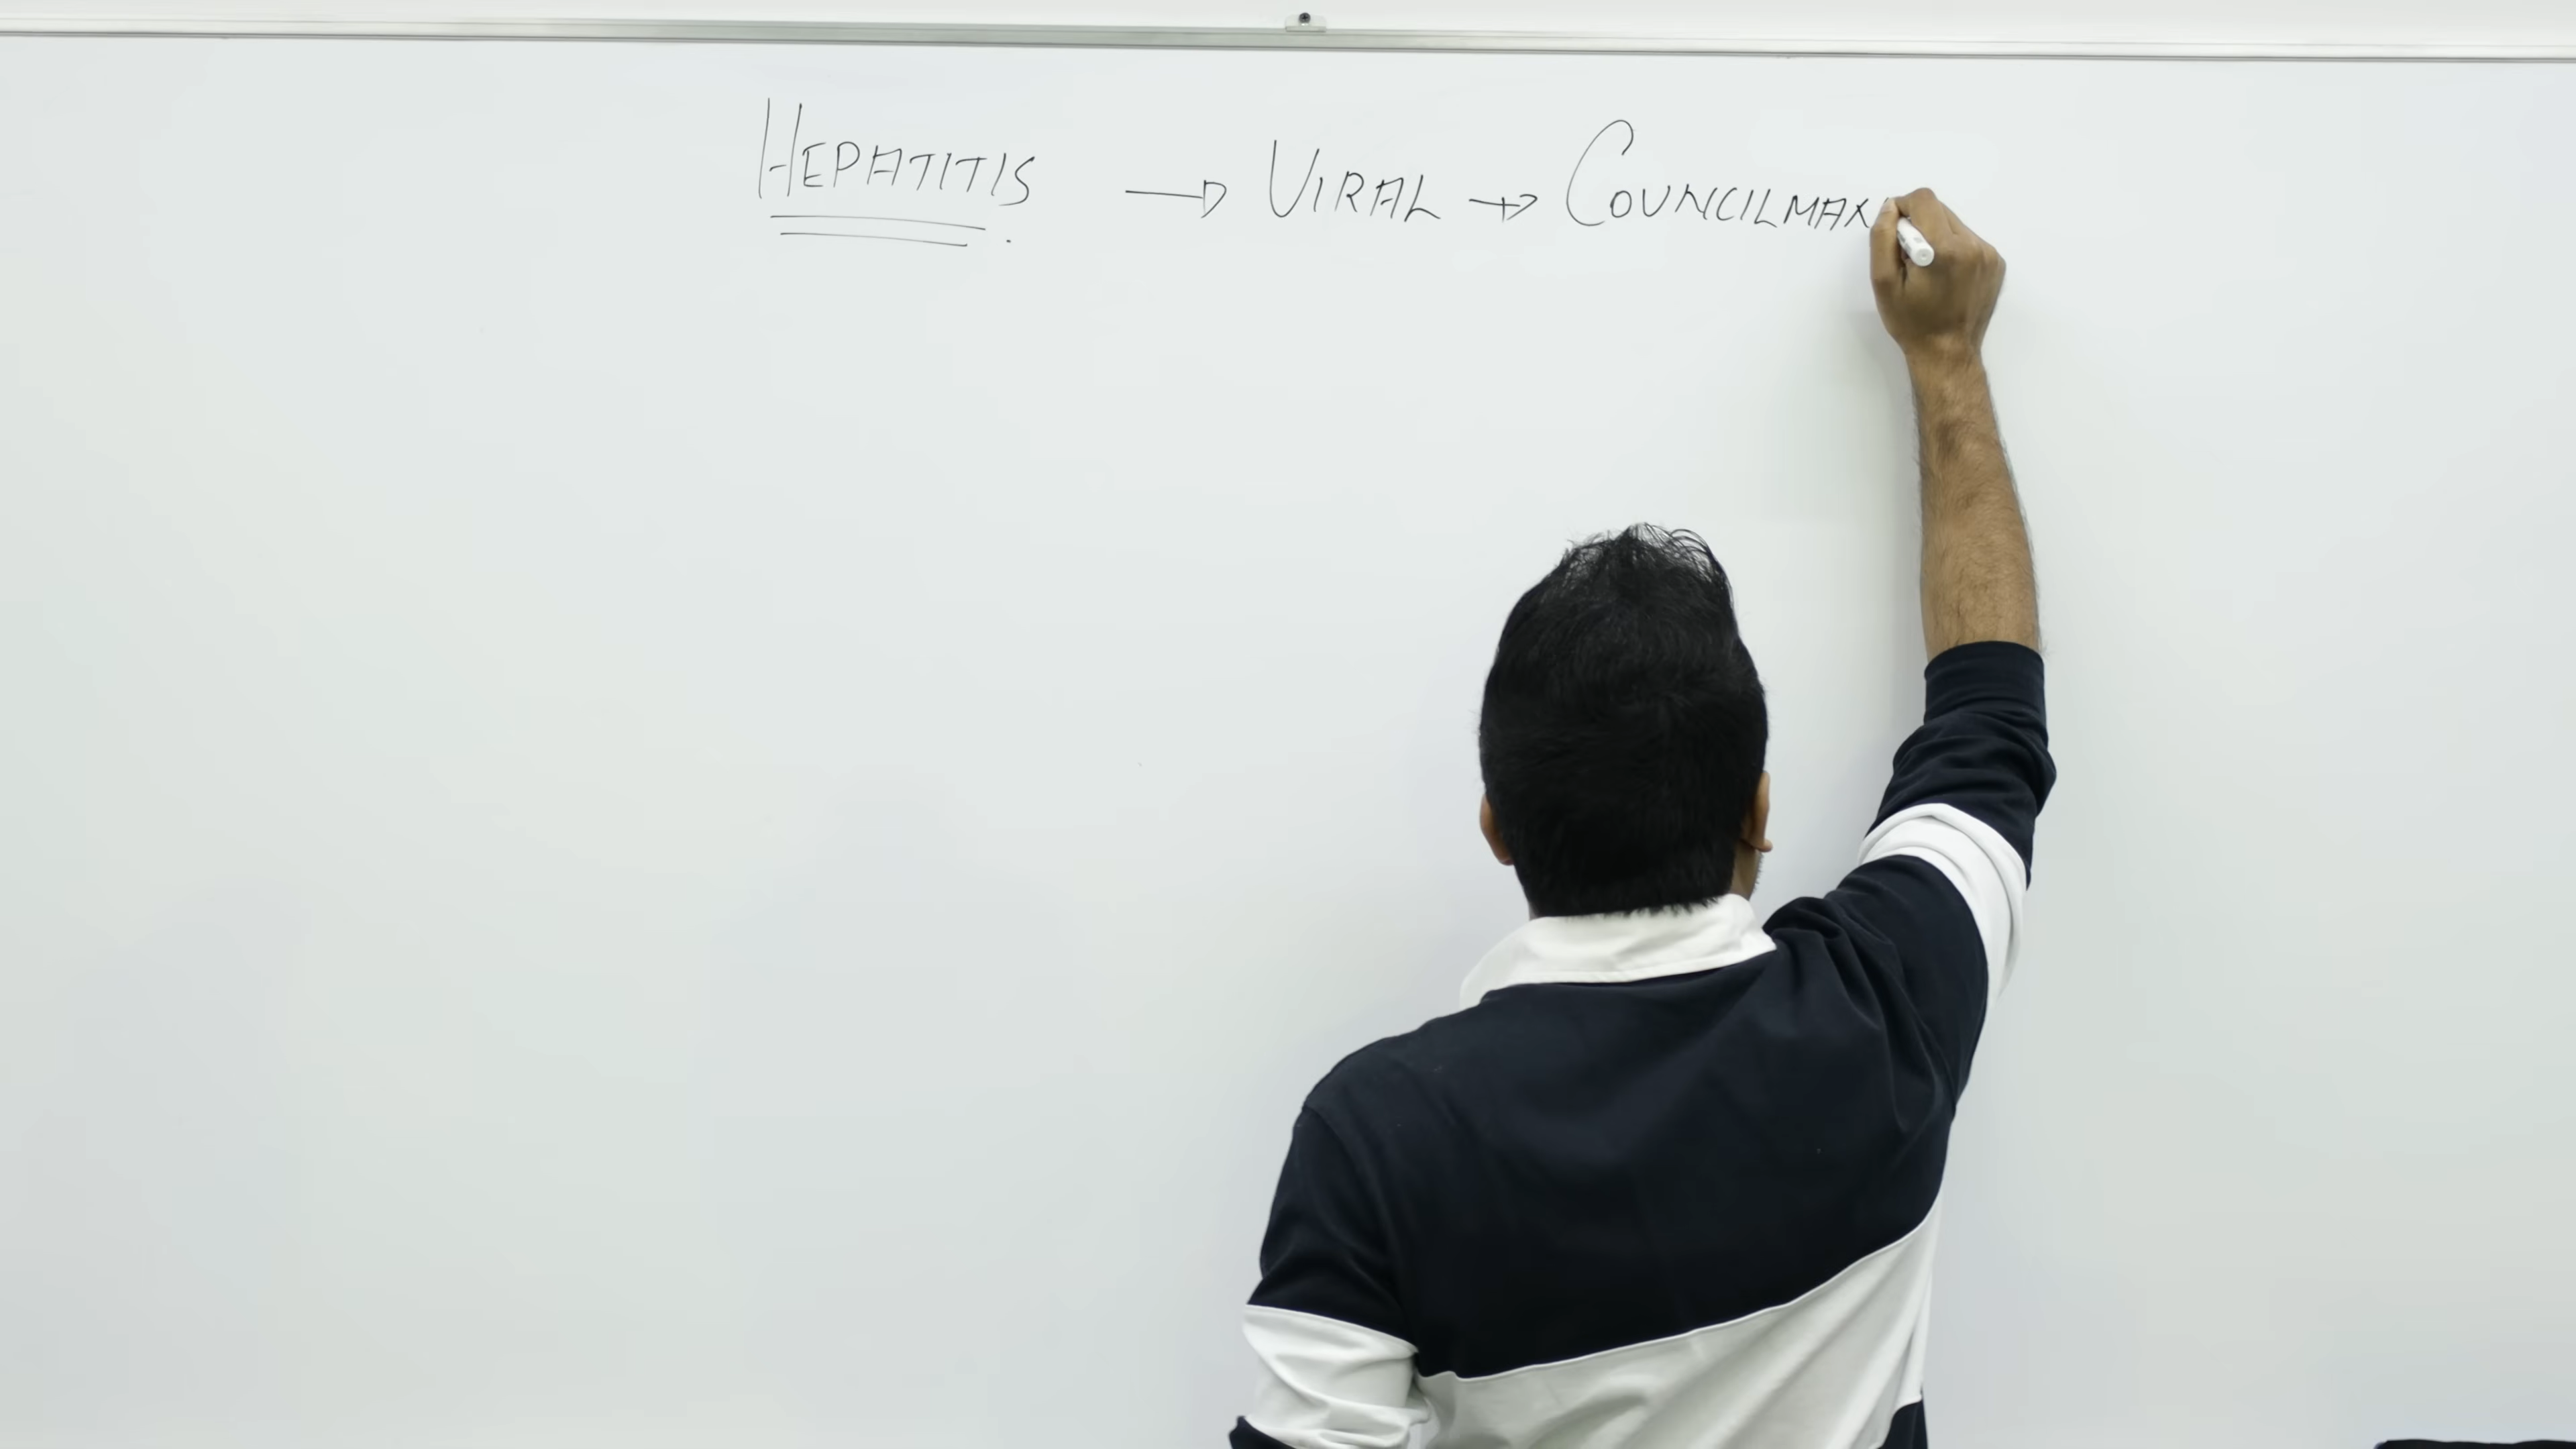 HEPATITIS → VIRAL → COUNCILMAN